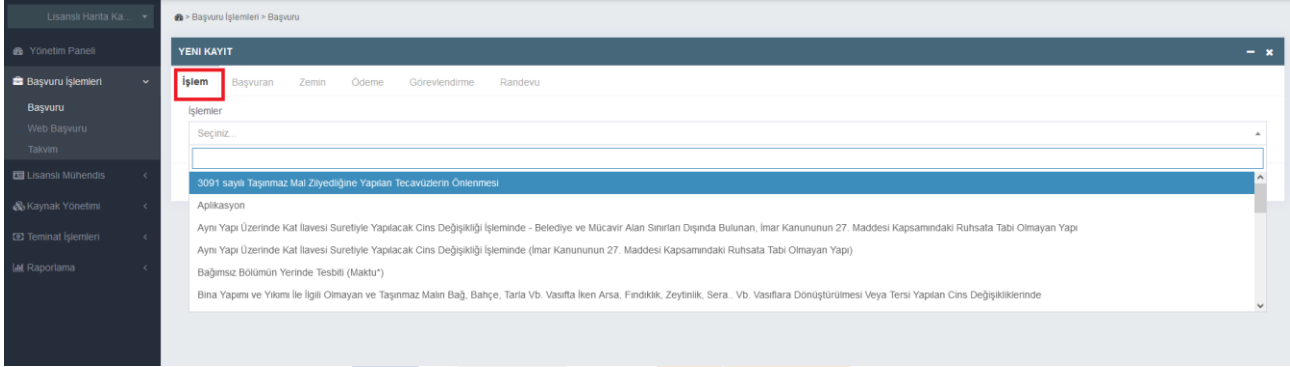 Lisanslı Harita Ka...
> Başvuru İşlemleri > Başvuru
Yönetim Paneli
Başvuru İşlemleri
Başvuru
Web Başvuru
Takvim
Lisanslı Mühendis
Kaynak Yönetimi
Teminat İşlemleri
Raporlama
YENİ KAYIT
İşlem Başvuran Zemin Ödeme Görevlendirme Randevu
İşlemler
Seçiniz...
3091 sayılı Taşınmaz Mal Zilyedliğine Yapılan Tecavüzlerin Önlenmesi
Aplikasyon
Aynı Yapı Üzerinde Kat İlavesi Suretiyle Yapılacak Cins Değişikliği İşleminde - Belediye ve Mücavir Alan Sınırları Dışında Bulunan, İmar Kanununun 27. Maddesi Kapsamındaki Ruhsata Tabi Olmayan Yapı
Aynı Yapı Üzerinde Kat İlavesi Suretiyle Yapılacak Cins Değişikliği İşleminde (İmar Kanununun 27. Maddesi Kapsamındaki Ruhsata Tabi Olmayan Yapı)
Bağımsız Bölümün Yerinde Tesbiti (Maktu*)
Bina Yapımı ve Yıkımı İle İlgili Olmayan ve Taşınmaz Malın Bağ, Bahçe, Tarla Vb. Vasıfta İken Arsa, Fındıklık, Zeytinlik, Sera.. Vb. Vasıflara Dönüştürülmesi Veya Tersi Yapılan Cins Değişikliklerinde